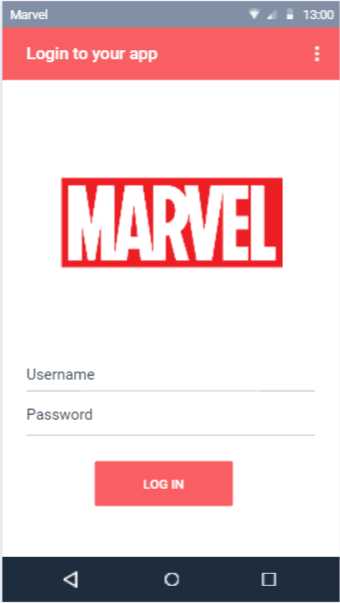 Marvel 13:00
Login to your app
MARVEL
Username
Password
LOG IN